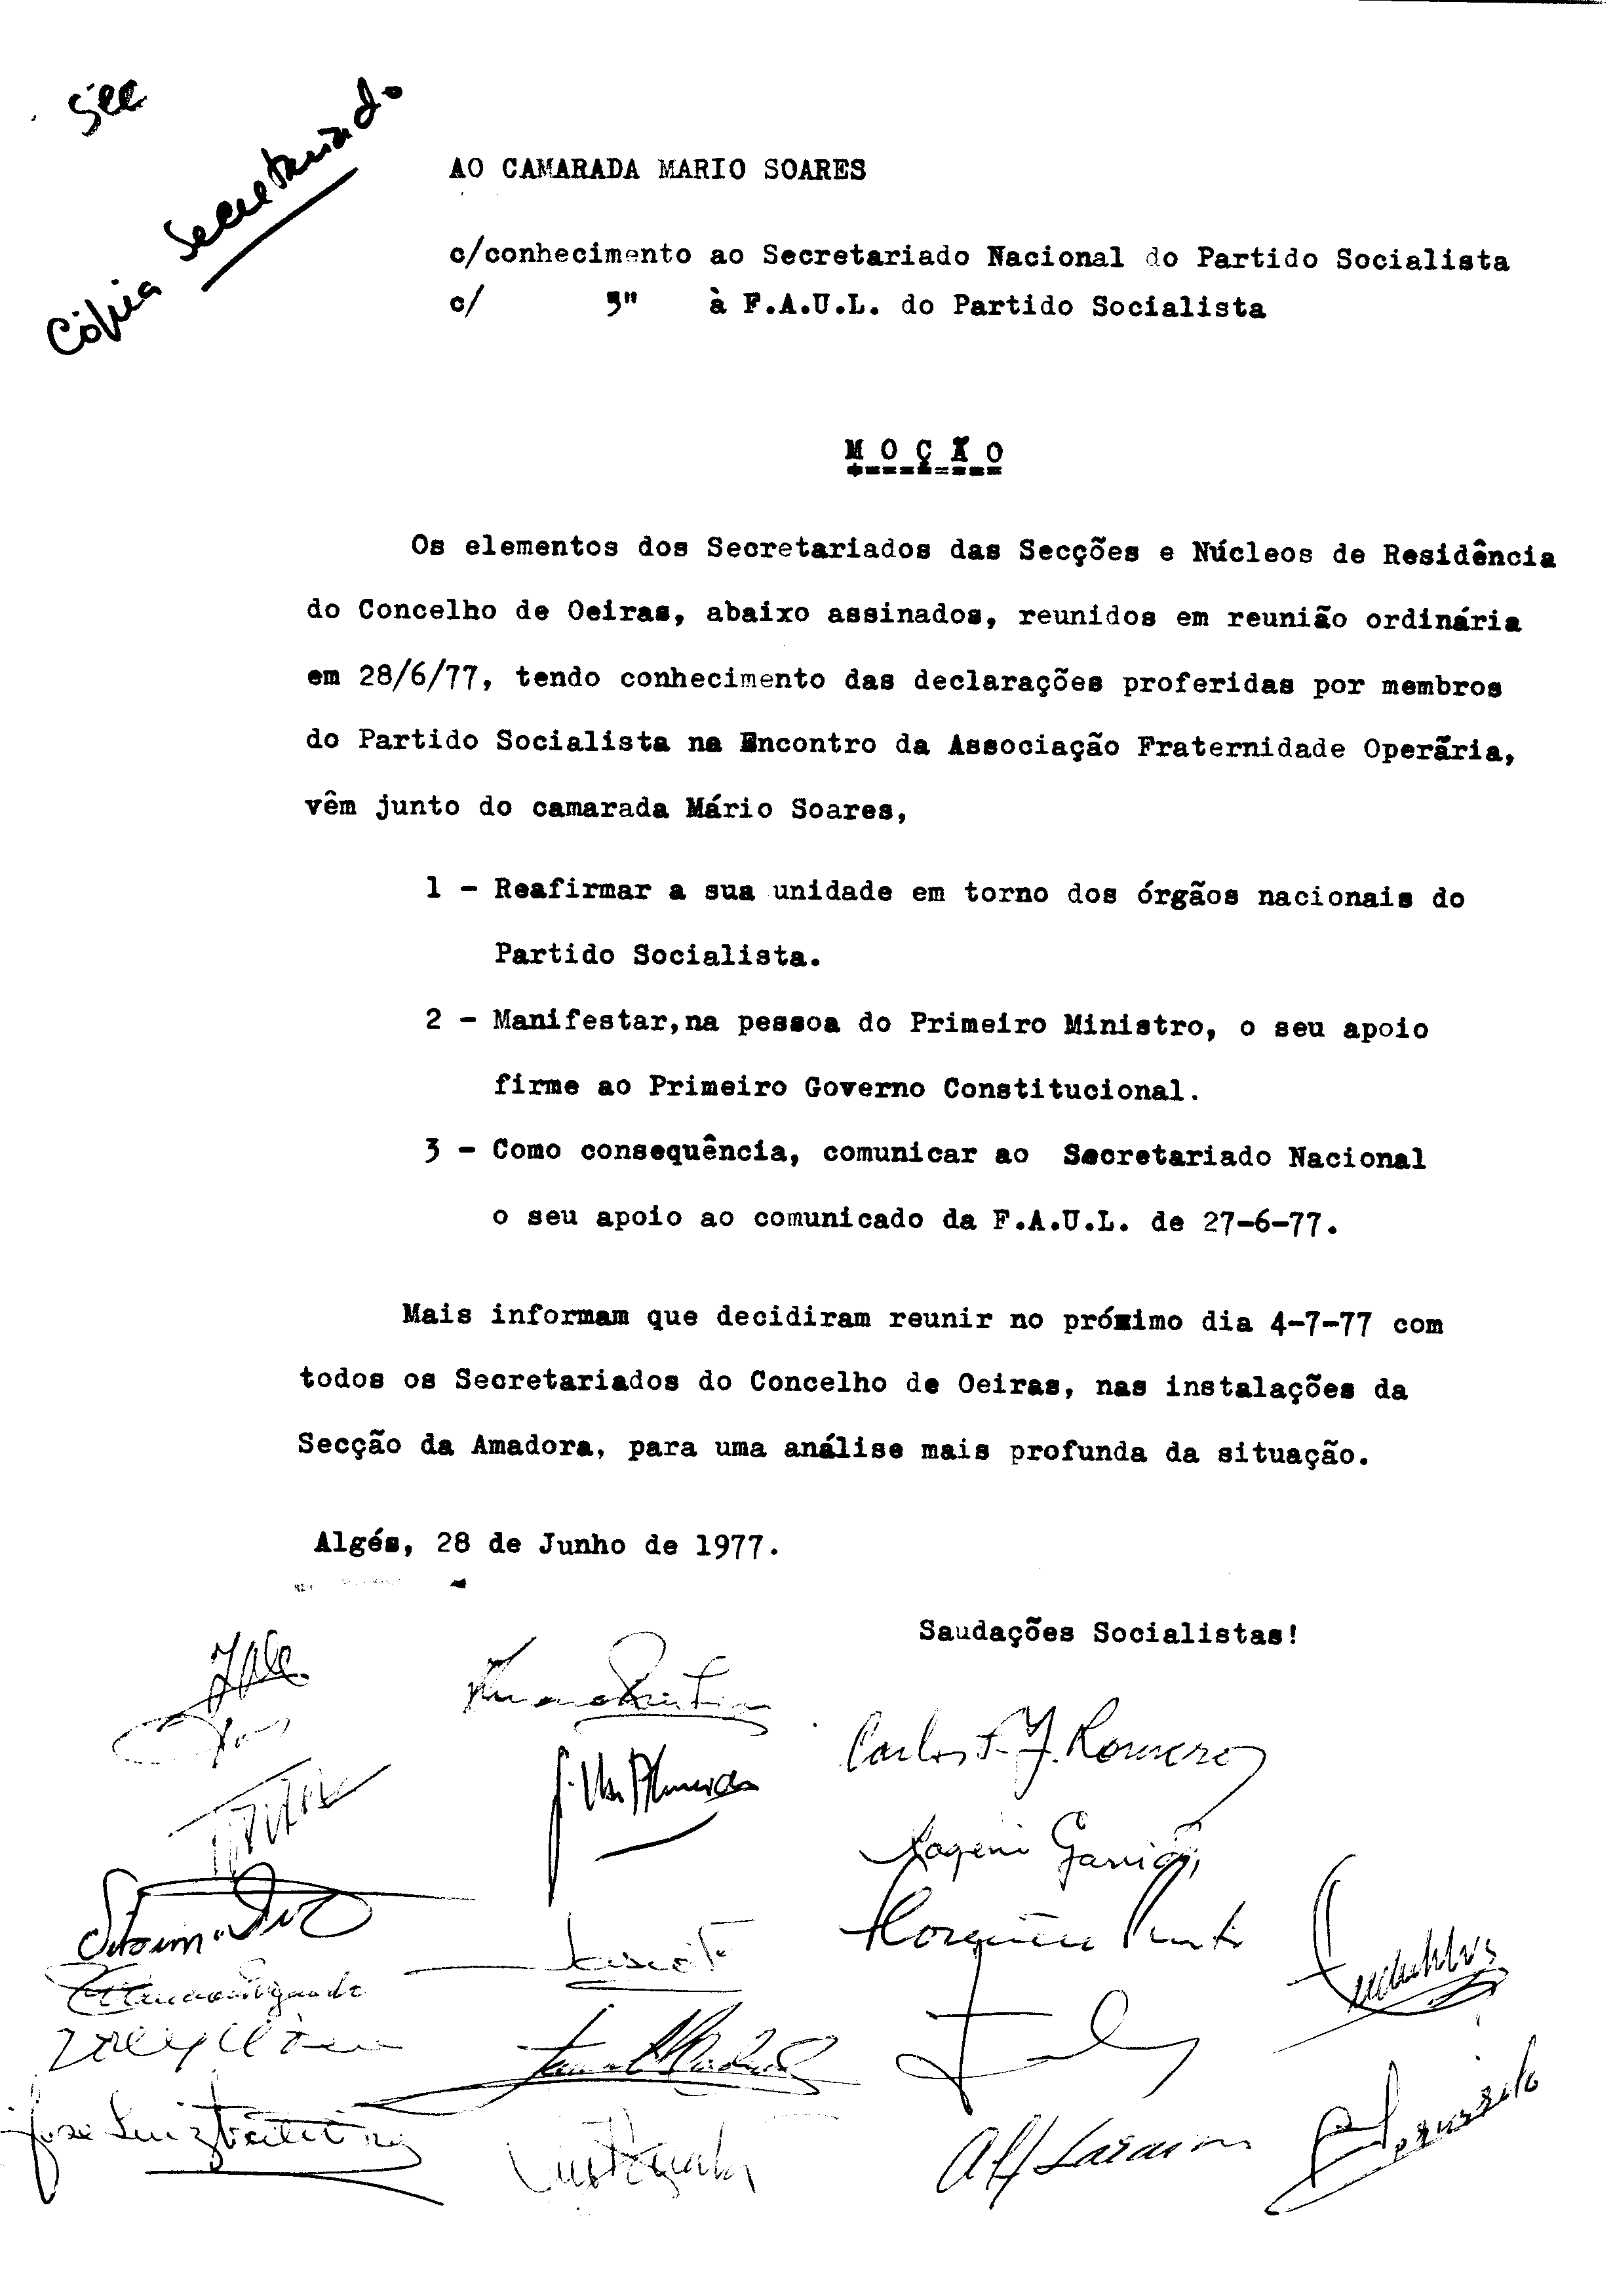 Cópia Secretariado
AO CAMARADA MARIO SOARES
c/conhecimento ao Secretariado Nacional do Partido Socialista
c/ 5" à F.A.U.L. do Partido Socialista
M O Ç Ã O
Os elementos dos Secretariados das Secções e Núcleos de Residência
do Concelho de Oeiras, abaixo assinados, reunidos em reunião ordinária
em 28/6/77, tendo conhecimento das declarações proferidas por membros
do Partido Socialista na Encontro da Associação Fraternidade Operãria,
vêm junto do camarada Mário Soares,
1 - Reafirmar a sua unidade em torno dos órgãos nacionais do
Partido Socialista.
2 - Manifestar,na pessoa do Primeiro Ministro, o seu apoio
firme ao Primeiro Governo Constitucional.
3 - Como consequência, comunicar ao Secretariado Nacional
o seu apoio ao comunicado da F.A.U.L. de 27-6-77.
Mais informam que decidiram reunir no próximo dia 4-7-77 com
todos os Secretariados do Concelho de Oeiras, nas instalações da
Secção da Amadora, para uma análise mais profunda da situação.
Algés, 28 de Junho de 1977.
Saudações Socialistas!
Carlos F. J. Romero